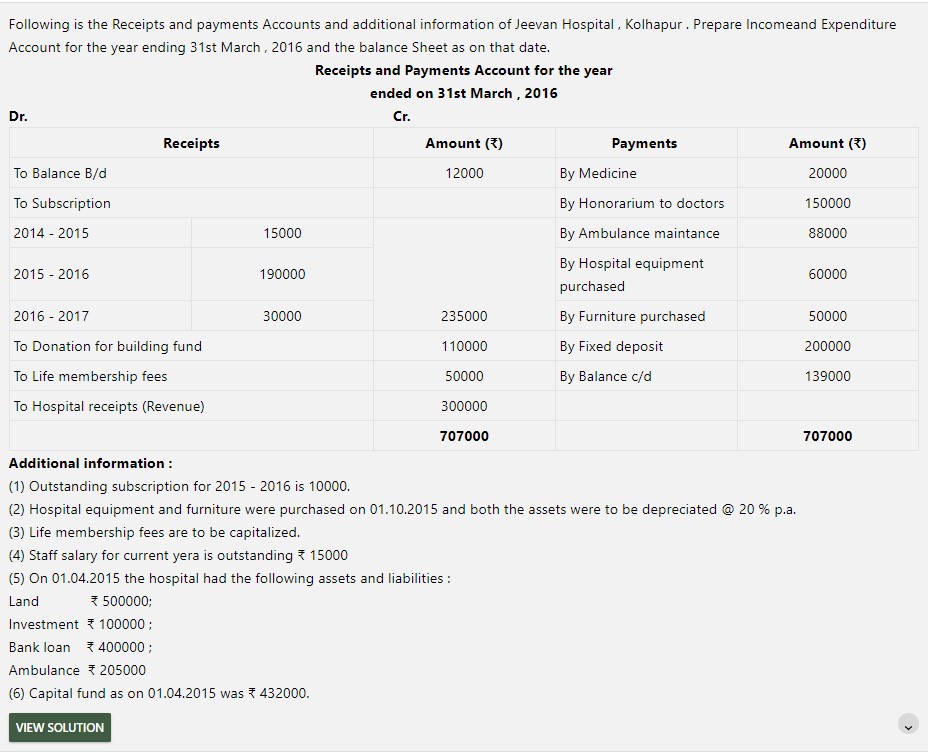 Following is the Receipts and payments Accounts and additional information of Jeevan Hospital , Kolhapur . Prepare Incomeand Expenditure
Account for the year ending 31st March , 2016 and the balance Sheet as on that date.
Receipts and Payments Account for the year
ended on 31st March , 2016
Dr. Cr.
Receipts Amount (₹) Payments Amount (₹)
To Balance B/d 12000 By Medicine 20000
To Subscription By Honorarium to doctors 150000
2014 - 2015 15000 By Ambulance maintance 88000
2015 - 2016 190000 By Hospital equipment
purchased 60000
2016 - 2017 30000 235000 By Furniture purchased 50000
To Donation for building fund 110000 By Fixed deposit 200000
To Life membership fees 50000 By Balance c/d 139000
To Hospital receipts (Revenue) 300000
707000 707000
Additional information :
(1) Outstanding subscription for 2015 - 2016 is 10000.
(2) Hospital equipment and furniture were purchased on 01.10.2015 and both the assets were to be depreciated @ 20 % p.a.
(3) Life membership fees are to be capitalized.
(4) Staff salary for current yera is outstanding ₹ 15000
(5) On 01.04.2015 the hospital had the following assets and liabilities :
Land ₹ 500000;
Investment ₹ 100000 ;
Bank loan ₹ 400000 ;
Ambulance ₹ 205000
(6) Capital fund as on 01.04.2015 was ₹ 432000.
VIEW SOLUTION